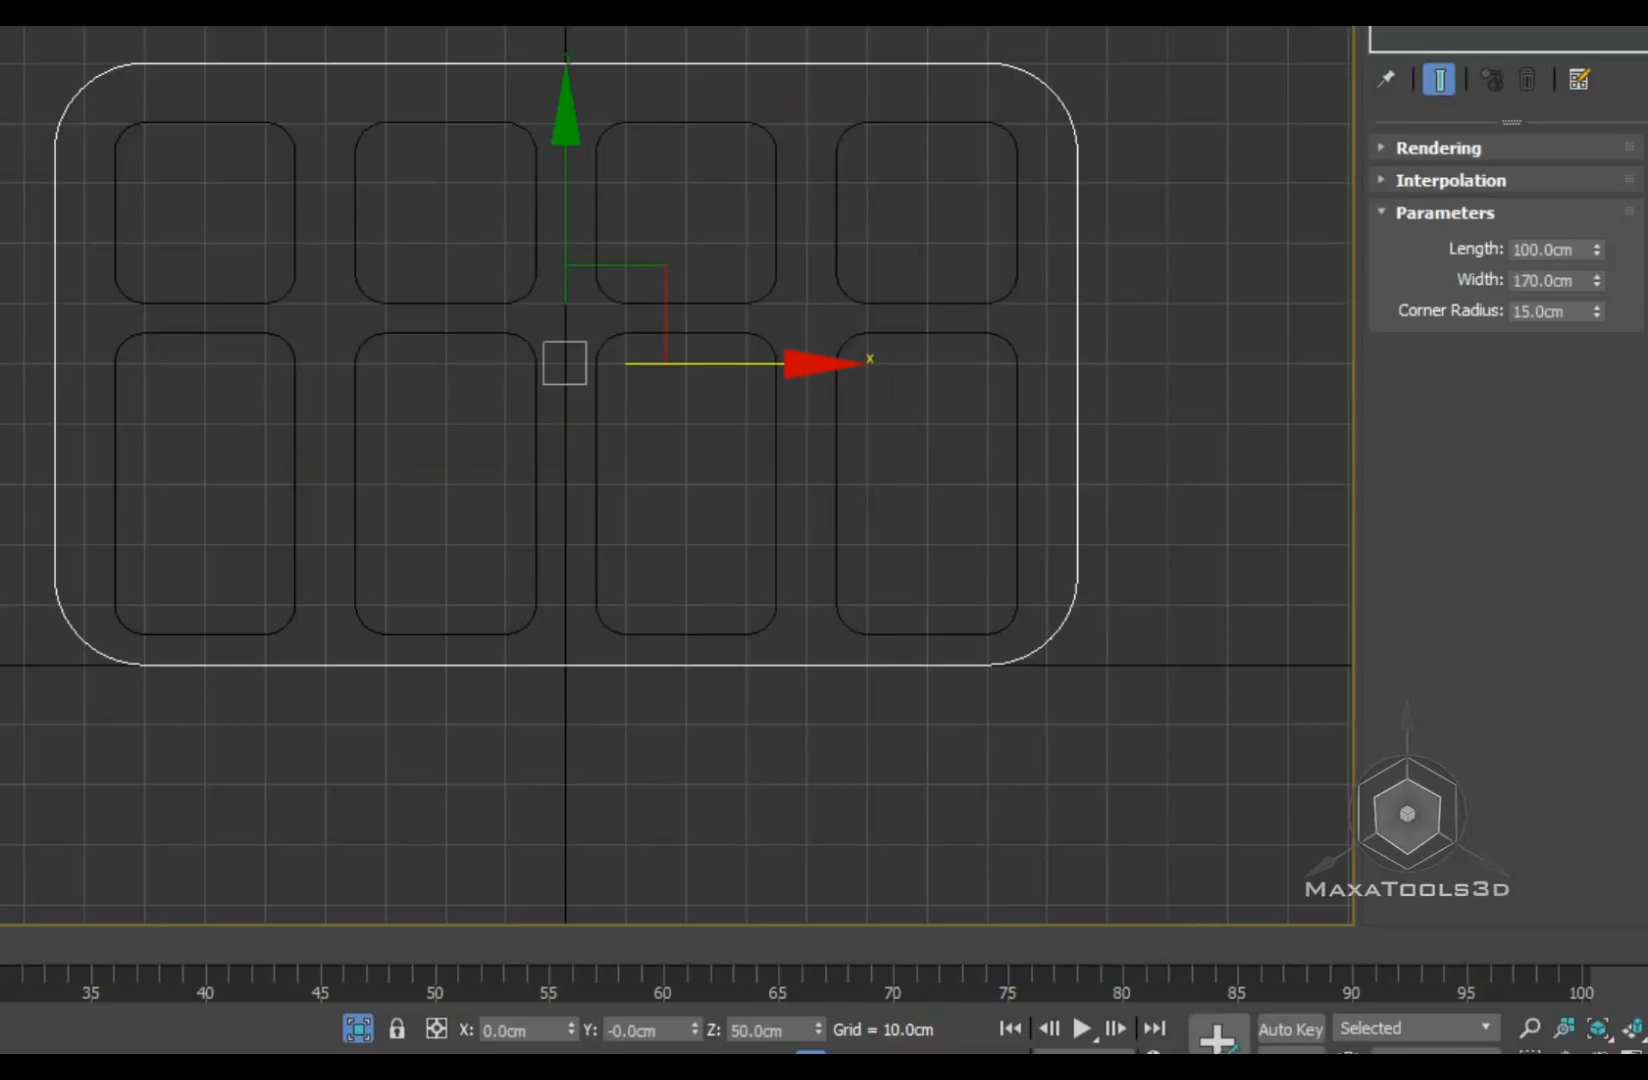 Rendering
Interpolation
Parameters
Length: 100.0cm
Width: 170.0cm
Corner Radius: 15.0cm
x
MAXATOOLS3D
35 40 45 50 55 60 65 70 75 80 85 90 95 100
X: 0.0cm Y: -0.0cm Z: 50.0cm Grid = 10.0cm Auto Key Selected